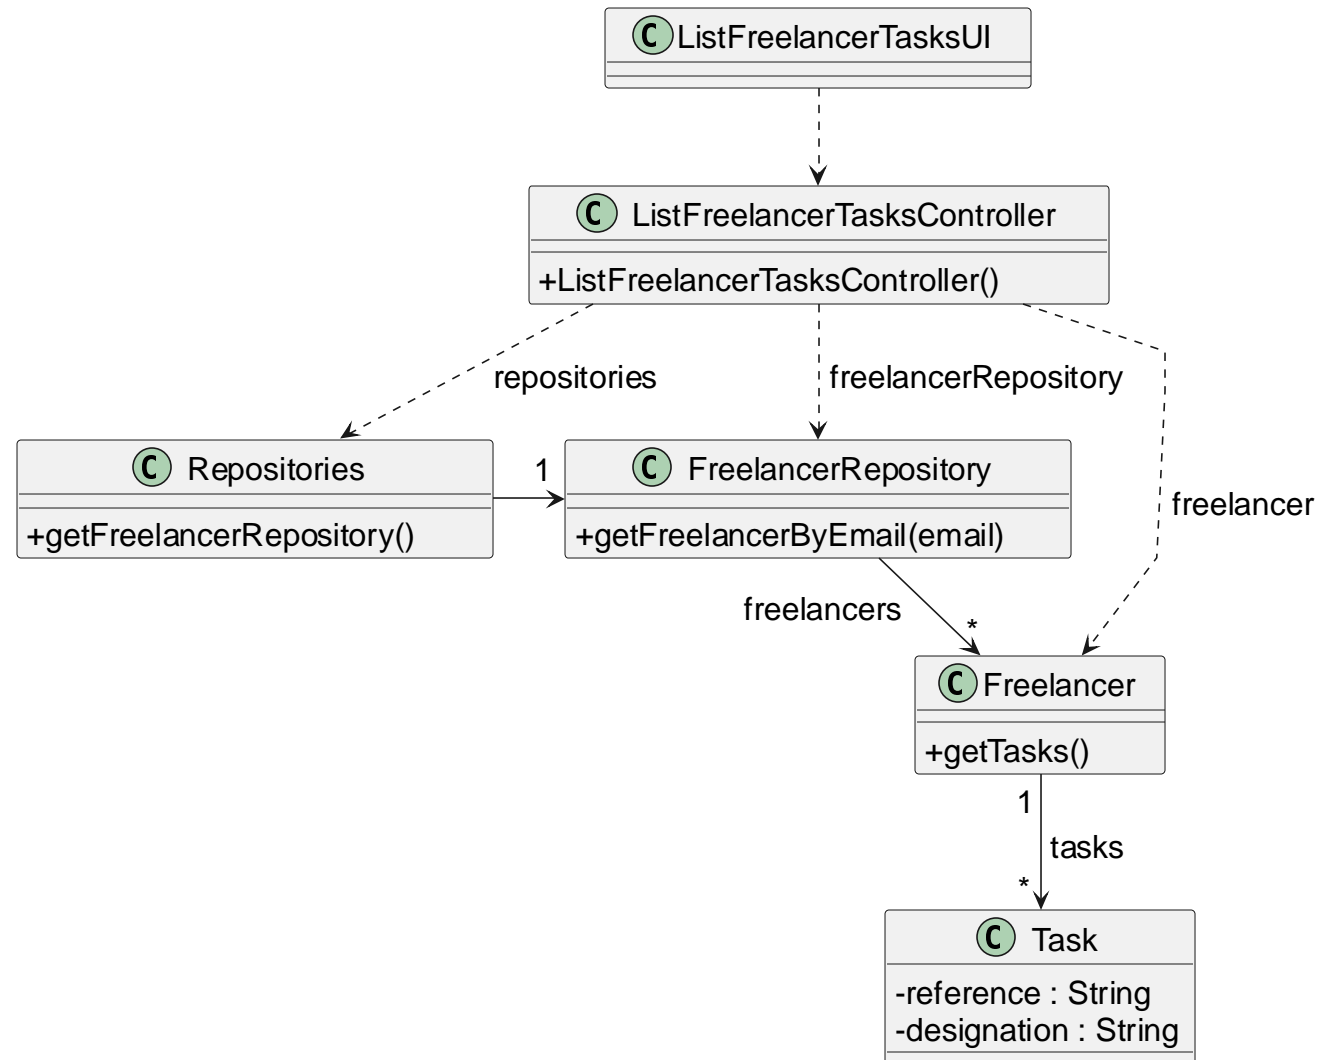 C ListFreelancerTasksUI
C ListFreelancerTasksController
+ListFreelancerTasksController()
repositories
freelancerRepository
C Repositories
+getFreelancerRepository()
1
C FreelancerRepository
+getFreelancerByEmail(email)
freelancer
freelancers
*
C Freelancer
+getTasks()
1
tasks
*
C Task
-reference : String
-designation : String